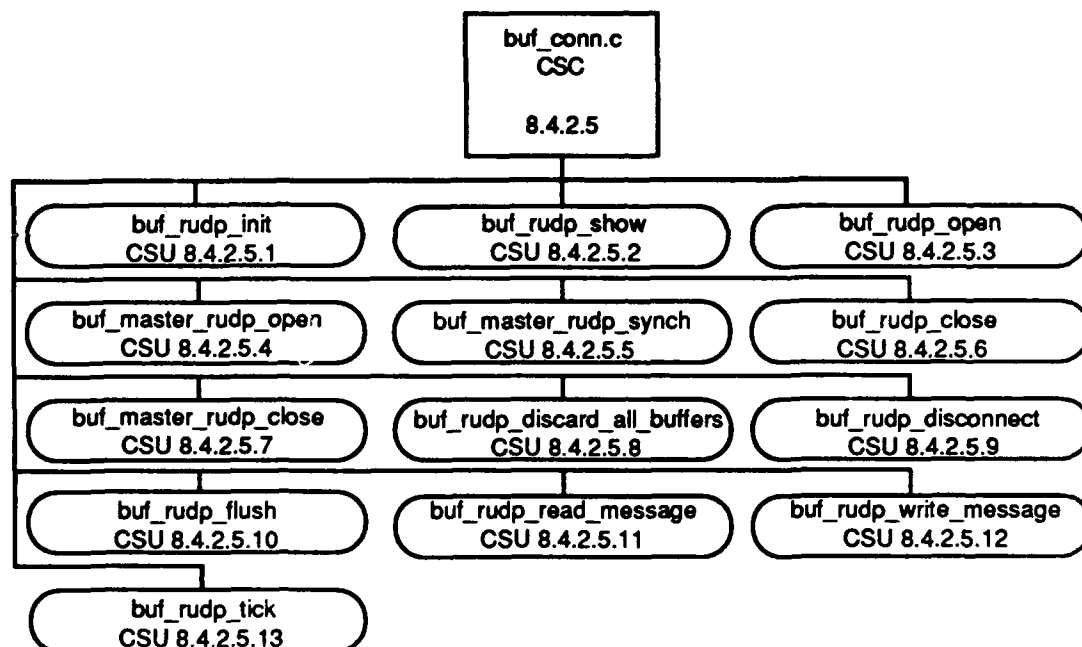 buf_conn.c
CSC
8.4.2.5
buf_rudp_init
CSU 8.4.2.5.1
buf_rudp_show
CSU 8.4.2.5.2
buf_rudp_open
CSU 8.4.2.5.3
buf_master_rudp_open
CSU 8.4.2.5.4
buf_master_rudp_synch
CSU 8.4.2.5.5
buf_rudp_close
CSU 8.4.2.5.6
buf_master_rudp_close
CSU 8.4.2.5.7
buf_rudp_discard_all_buffers
CSU 8.4.2.5.8
buf_rudp_disconnect
CSU 8.4.2.5.9
buf_rudp_flush
CSU 8.4.2.5.10
buf_rudp_read_message
CSU 8.4.2.5.11
buf_rudp_write_message
CSU 8.4.2.5.12
buf_rudp_tick
CSU 8.4.2.5.13